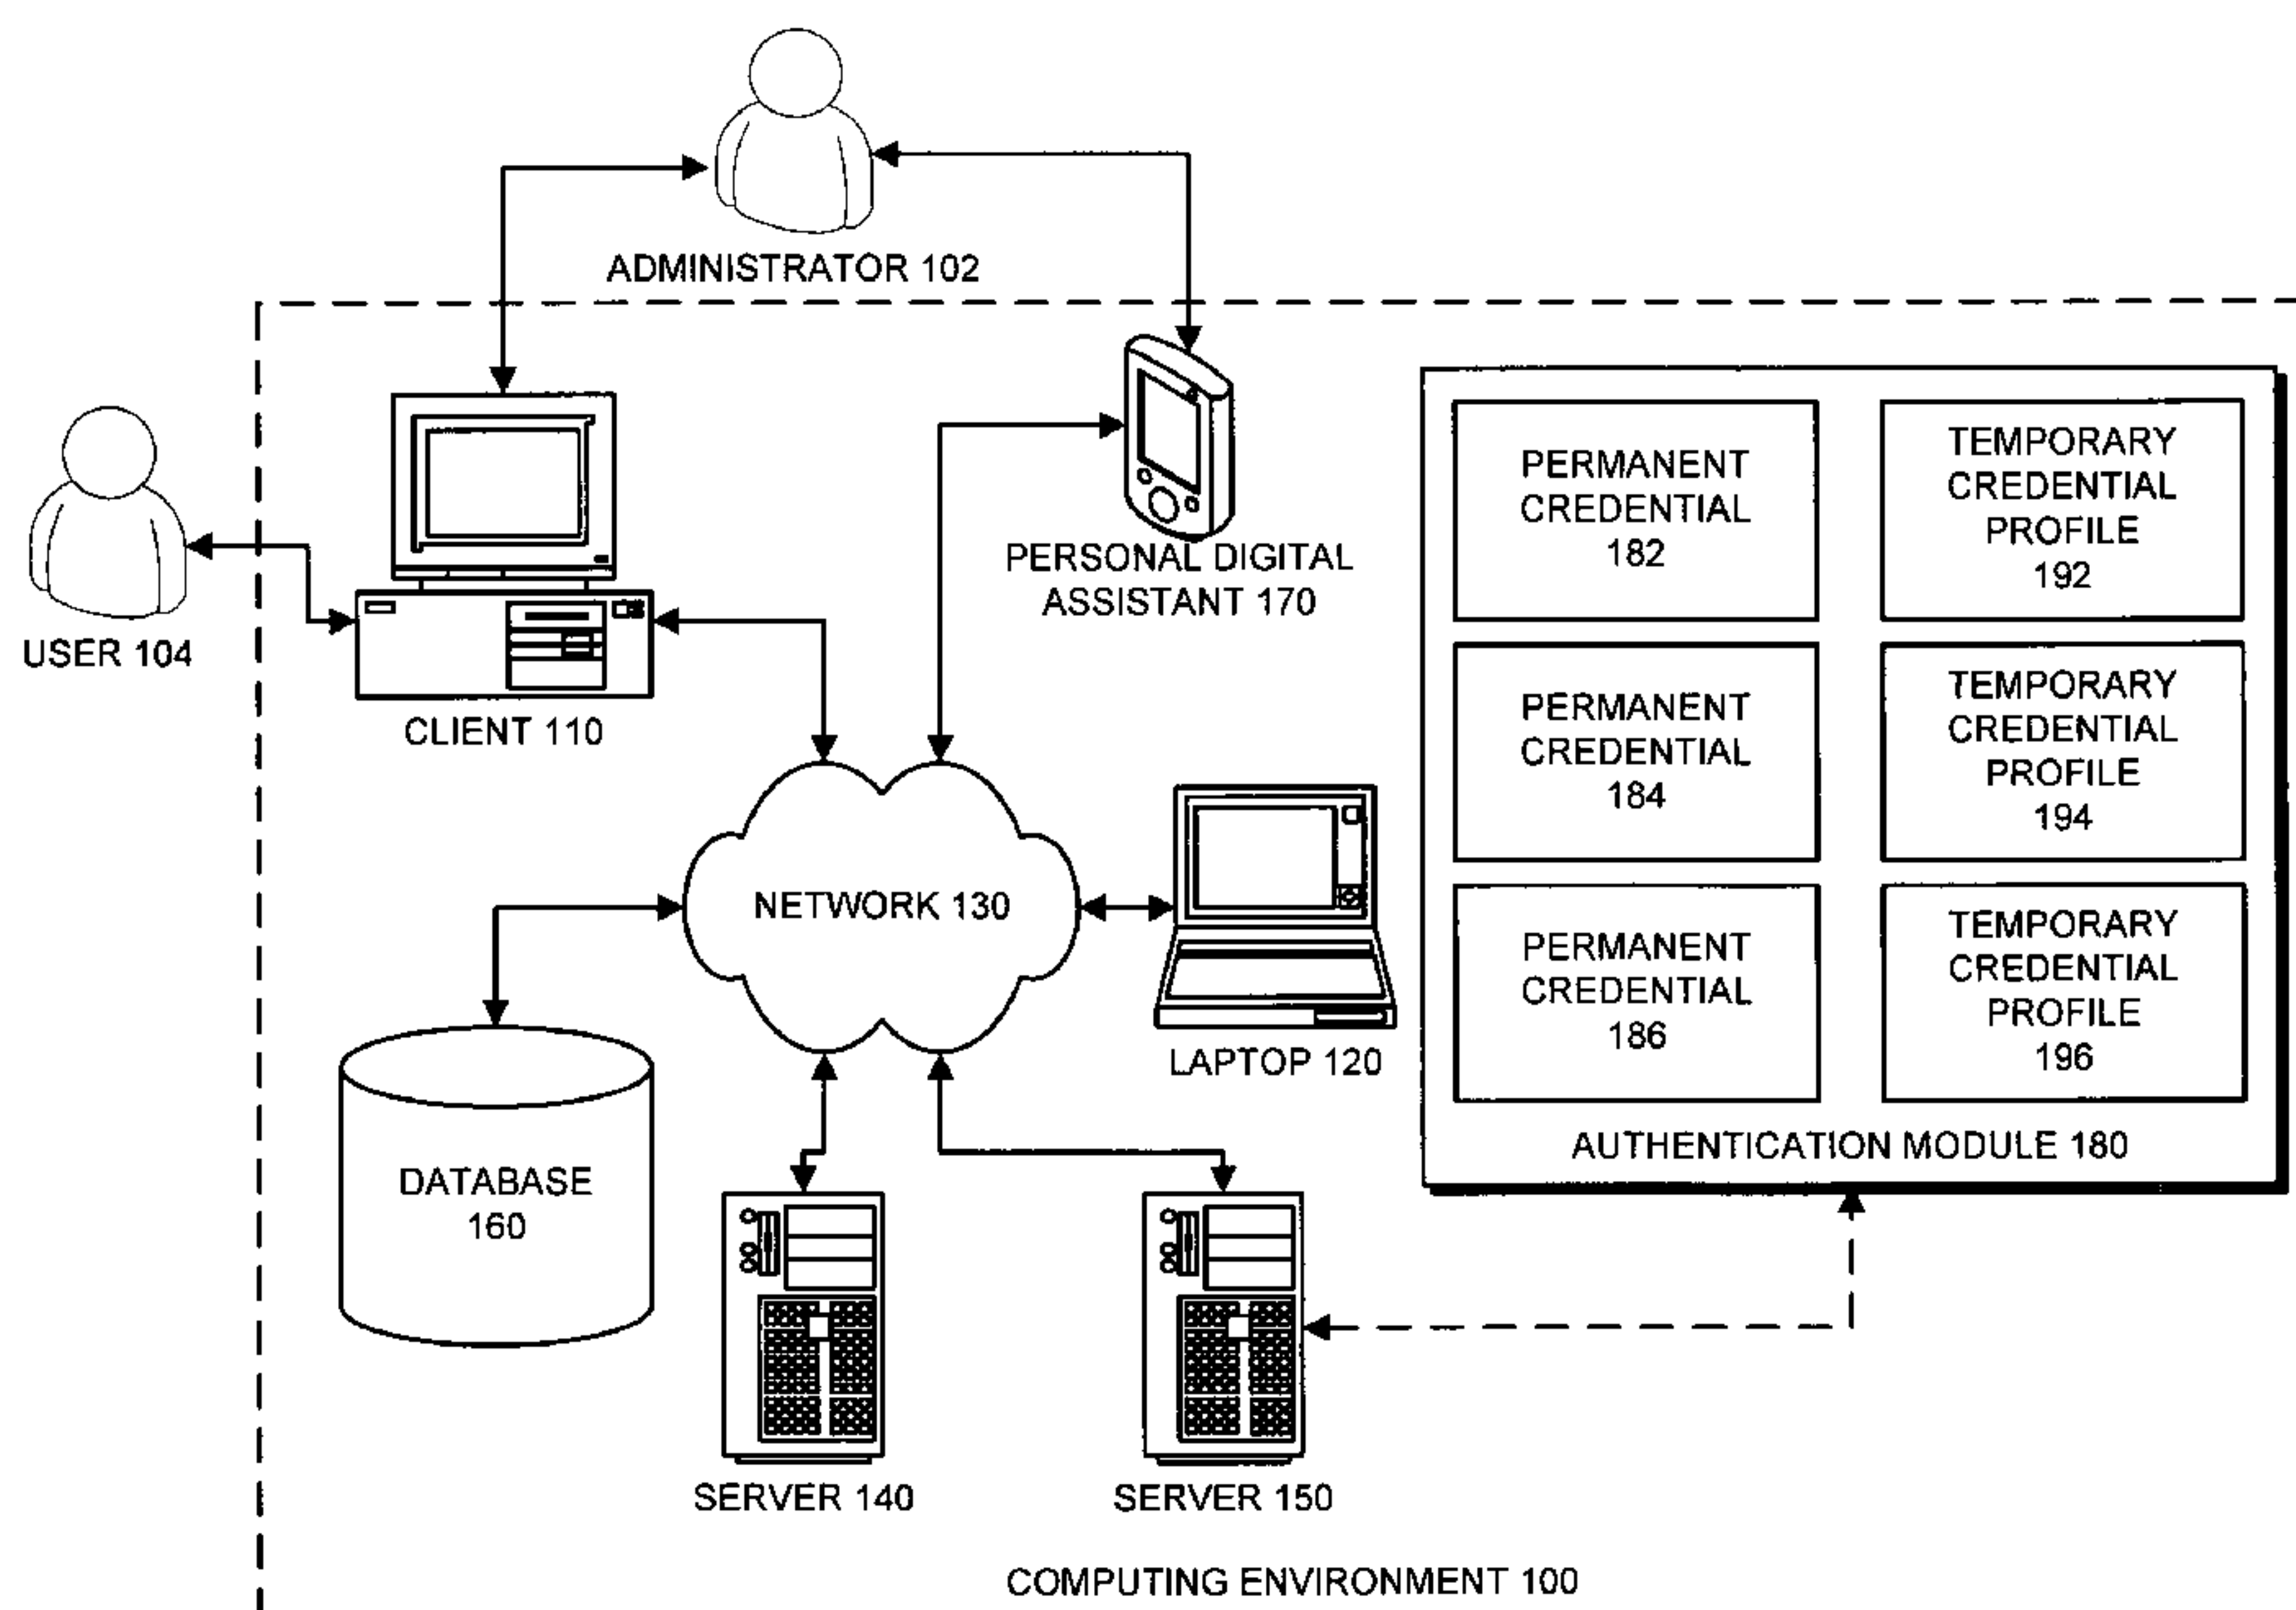 ADMINISTRATOR 102
USER 104
CLIENT 110
PERSONAL DIGITAL
ASSISTANT 170
NETWORK 130
LAPTOP 120
DATABASE
160
SERVER 140
SERVER 150
PERMANENT
CREDENTIAL
182
TEMPORARY
CREDENTIAL
PROFILE
192
PERMANENT
CREDENTIAL
184
TEMPORARY
CREDENTIAL
PROFILE
194
PERMANENT
CREDENTIAL
186
TEMPORARY
CREDENTIAL
PROFILE
196
AUTHENTICATION MODULE 180
COMPUTING ENVIRONMENT 100